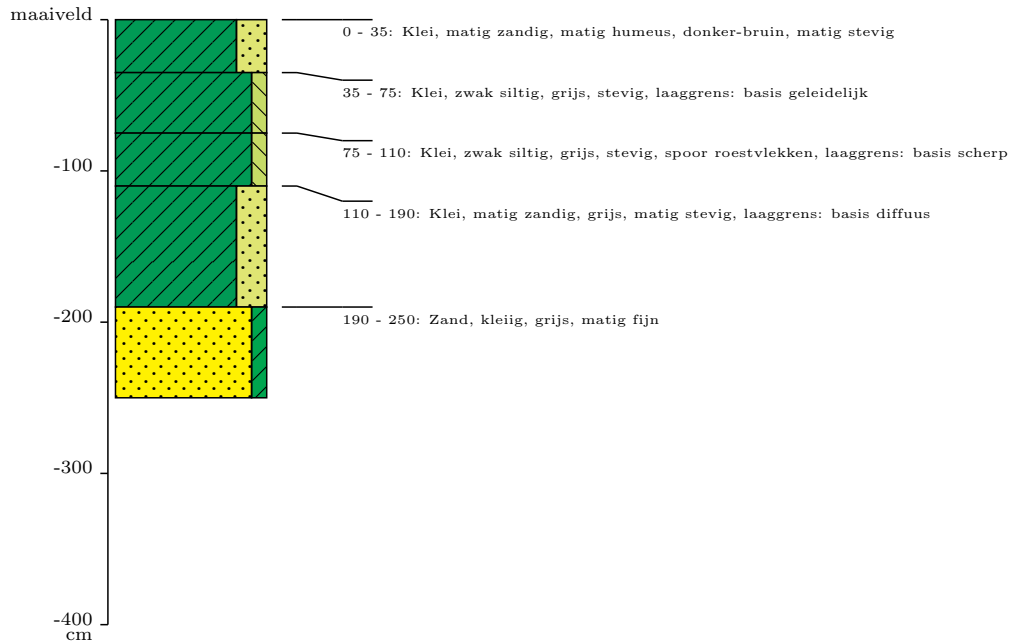 maaiveld
0 - 35: Klei, matig zandig, matig humeus, donker-bruin, matig stevig
35 - 75: Klei, zwak siltig, grijs, stevig, laaggrens: basis geleidelijk
75 - 110: Klei, zwak siltig, grijs, stevig, spoor roestvlekken, laaggrens: basis scherp
-100
110 - 190: Klei, matig zandig, grijs, matig stevig, laaggrens: basis diffuus
-200
190 - 250: Zand, kleiig, grijs, matig fijn
-300
-400
cm